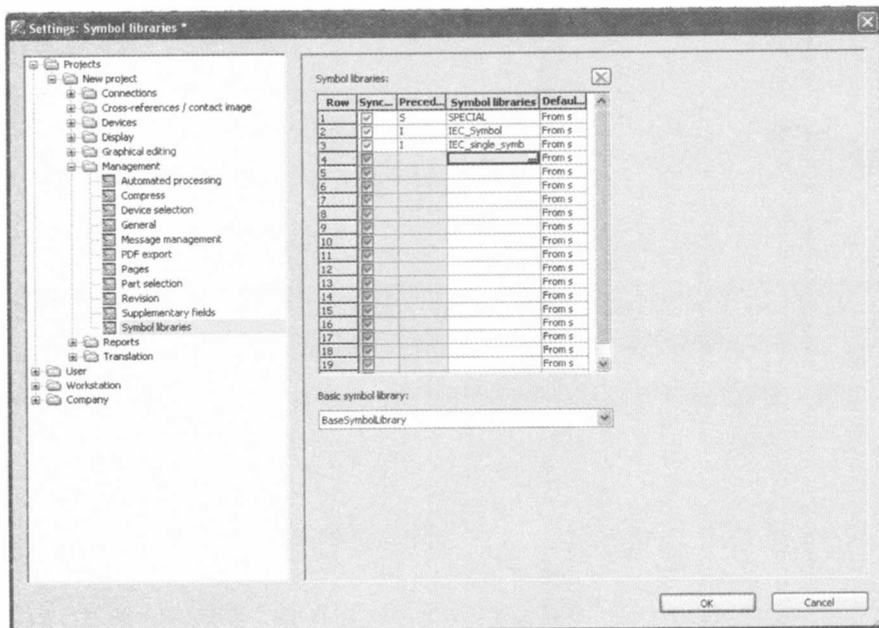 Settings: Symbol libraries *
Projects
New project
Connections
Cross-references / contact image
Devices
Display
Graphical editing
Management
Automated processing
Compress
Device selection
General
Message management
PDF export
Pages
Part selection
Revision
Supplementary fields
Symbol libraries
Reports
Translation
User
Workstation
Company
Symbol libraries:
Row Sync... Preced... Symbol libraries Defaul...
1 S SPECIAL From s
2 I IEC_Symbol From s
3 I IEC_single_symb From s
4 ... From s
5 From s
6 From s
7 From s
8 From s
9 From s
10 From s
11 From s
12 From s
13 From s
14 From s
15 From s
16 From s
17 From s
18 From s
19 From s
Basic symbol library:
BaseSymbolLibrary
OK Cancel